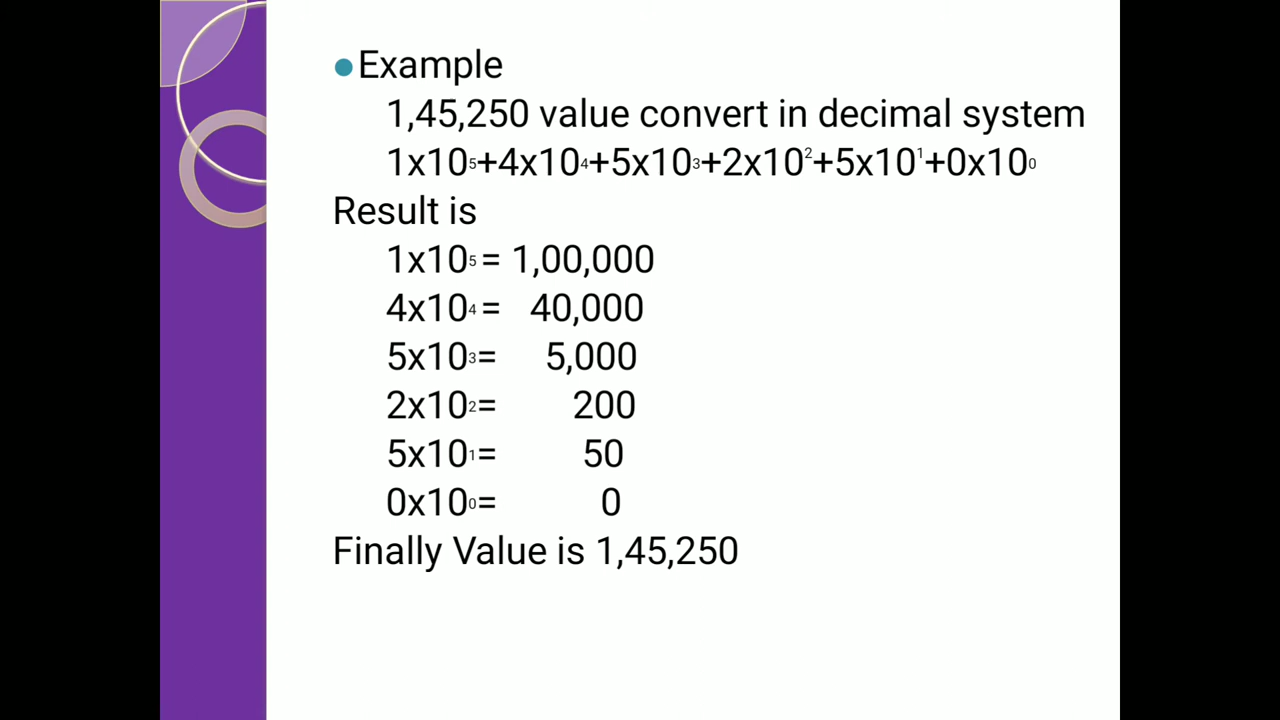 Example
1,45,250 value convert in decimal system
1x10⁵+4x10⁴+5x10³+2x10²+5x10¹+0x10⁰
Result is
1x10⁵ = 1,00,000
4x10⁴ = 40,000
5x10³= 5,000
2x10²= 200
5x10¹= 50
0x10⁰= 0
Finally Value is 1,45,250